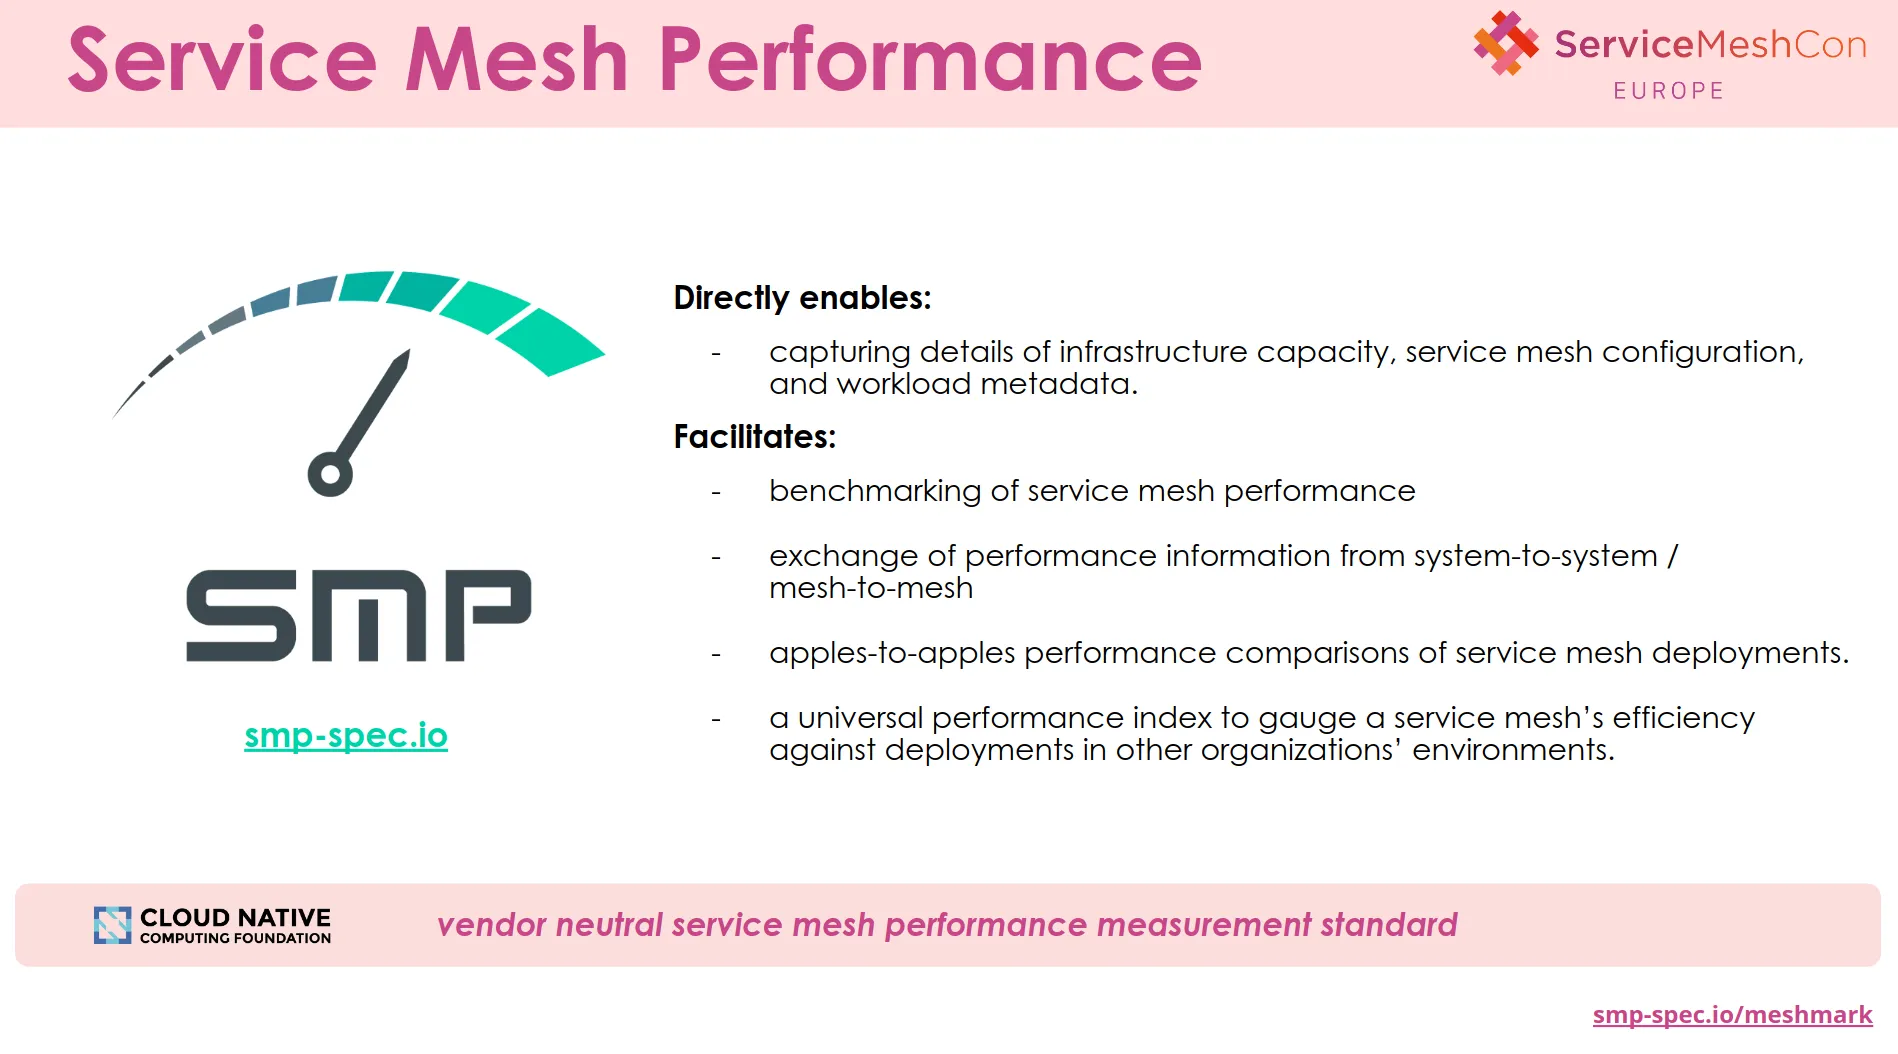 Service Mesh Performance
ServiceMeshCon
EUROPE
Directly enables:
- capturing details of infrastructure capacity, service mesh configuration,
and workload metadata.
Facilitates:
- benchmarking of service mesh performance
- exchange of performance information from system-to-system /
mesh-to-mesh
- apples-to-apples performance comparisons of service mesh deployments.
- a universal performance index to gauge a service mesh’s efficiency
against deployments in other organizations’ environments.
SMP
smp-spec.io
CLOUD NATIVE
COMPUTING FOUNDATION
vendor neutral service mesh performance measurement standard
smp-spec.io/meshmark